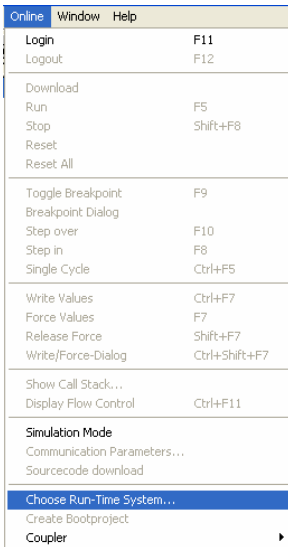 Online Window Help
Login F11
Logout F12
Download
Run F5
Stop Shift+F8
Reset
Reset All
Toggle Breakpoint F9
Breakpoint Dialog
Step over F10
Step in F8
Single Cycle Ctrl+F5
Write Values Ctrl+F7
Force Values F7
Release Force Shift+F7
Write/Force-Dialog Ctrl+Shift+F7
Show Call Stack...
Display Flow Control Ctrl+F11
Simulation Mode
Communication Parameters...
Sourcecode download
Choose Run-Time System...
Create Bootproject
Coupler